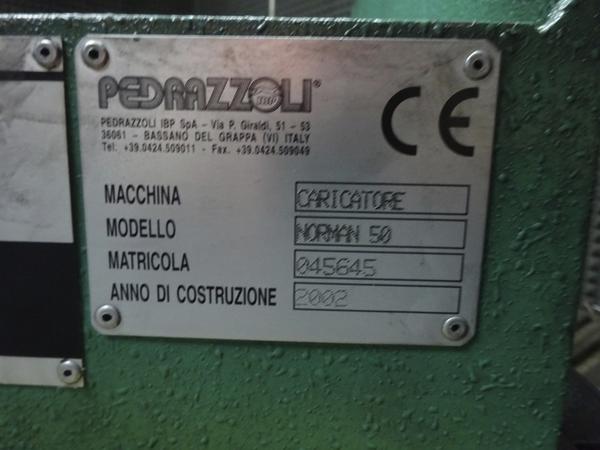 PEDRAZZOLI®
IBP
PEDRAZZOLI IBP SpA - Via P. Giraldi, 51 - 53
36061 - BASSANO DEL GRAPPA (VI) ITALY
Tel: +39.0424.509011 - Fax. +39.0424.509049
CE
MACCHINA CARICATORE
MODELLO NORMAN 50
MATRICOLA 045645
ANNO DI COSTRUZIONE 2002